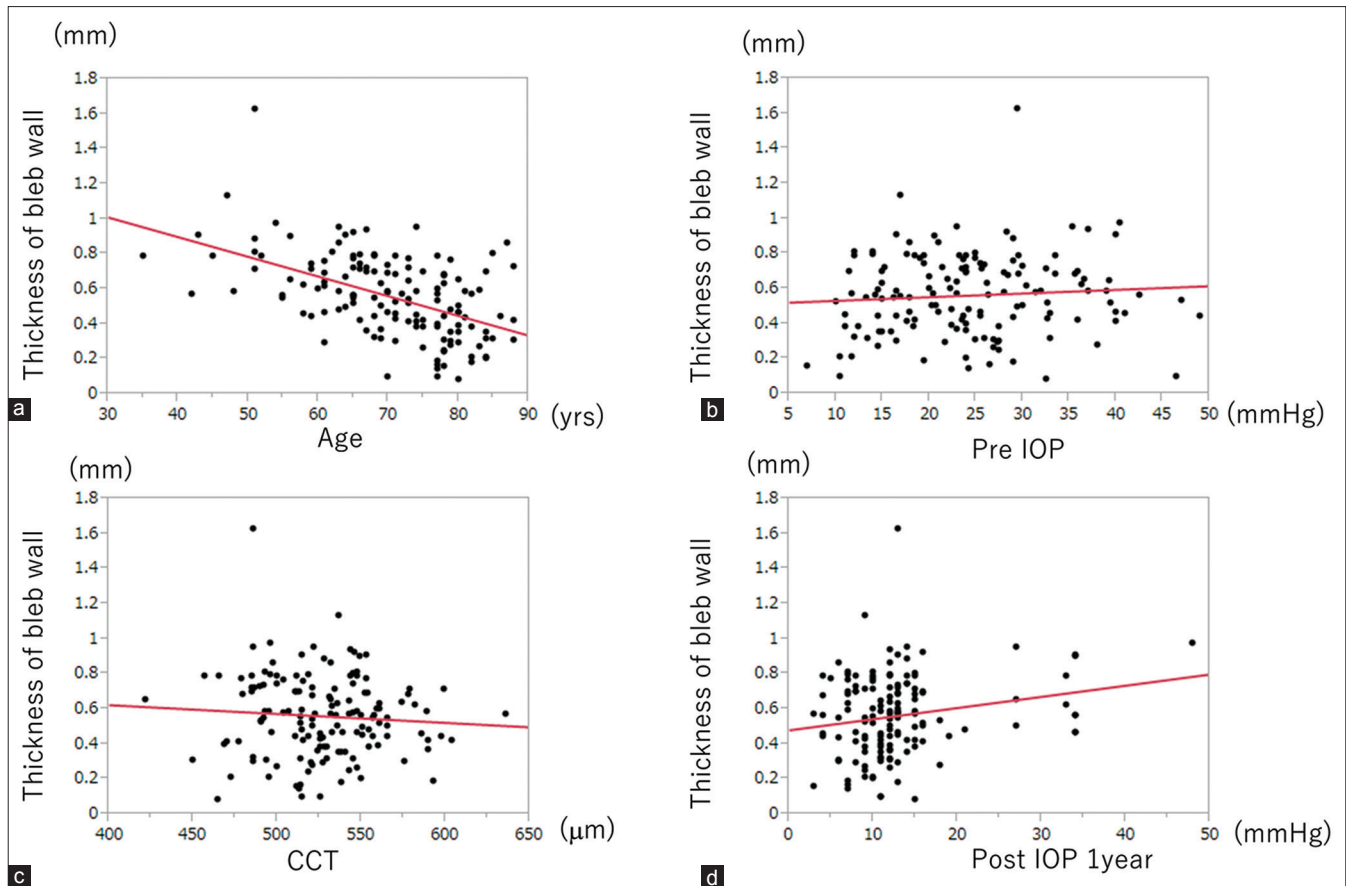 (mm)
Thickness of bleb wall
1.8
1.6
1.4
1.2
1
0.8
0.6
0.4
0.2
0
30 40 50 60 70 80 90
(yrs)
Age
a
(mm)
Thickness of bleb wall
1.8
1.6
1.4
1.2
1
0.8
0.6
0.4
0.2
0
5 10 15 20 25 30 35 40 45 50
(mmHg)
Pre IOP
b
(mm)
Thickness of bleb wall
1.8
1.6
1.4
1.2
1
0.8
0.6
0.4
0.2
0
400 450 500 550 600 650
(μm)
CCT
c
(mm)
Thickness of bleb wall
1.8
1.6
1.4
1.2
1
0.8
0.6
0.4
0.2
0
0 10 20 30 40 50
(mmHg)
Post IOP 1year
d